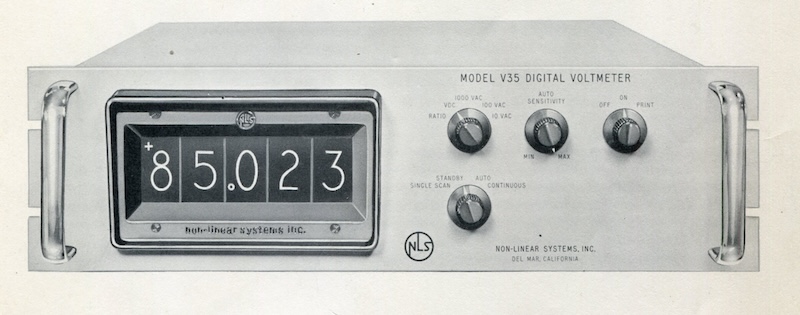 MODEL V35 DIGITAL VOLTMETER
NLS
+85.023
non-linear systems inc.
1000 VAC
VDC
100 VAC
RATIO
10 VAC
AUTO
SENSITIVITY
MIN
MAX
ON
OFF
PRINT
STANDBY
AUTO
SINGLE SCAN
CONTINUOUS
NLS
NON-LINEAR SYSTEMS, INC.
DEL MAR, CALIFORNIA